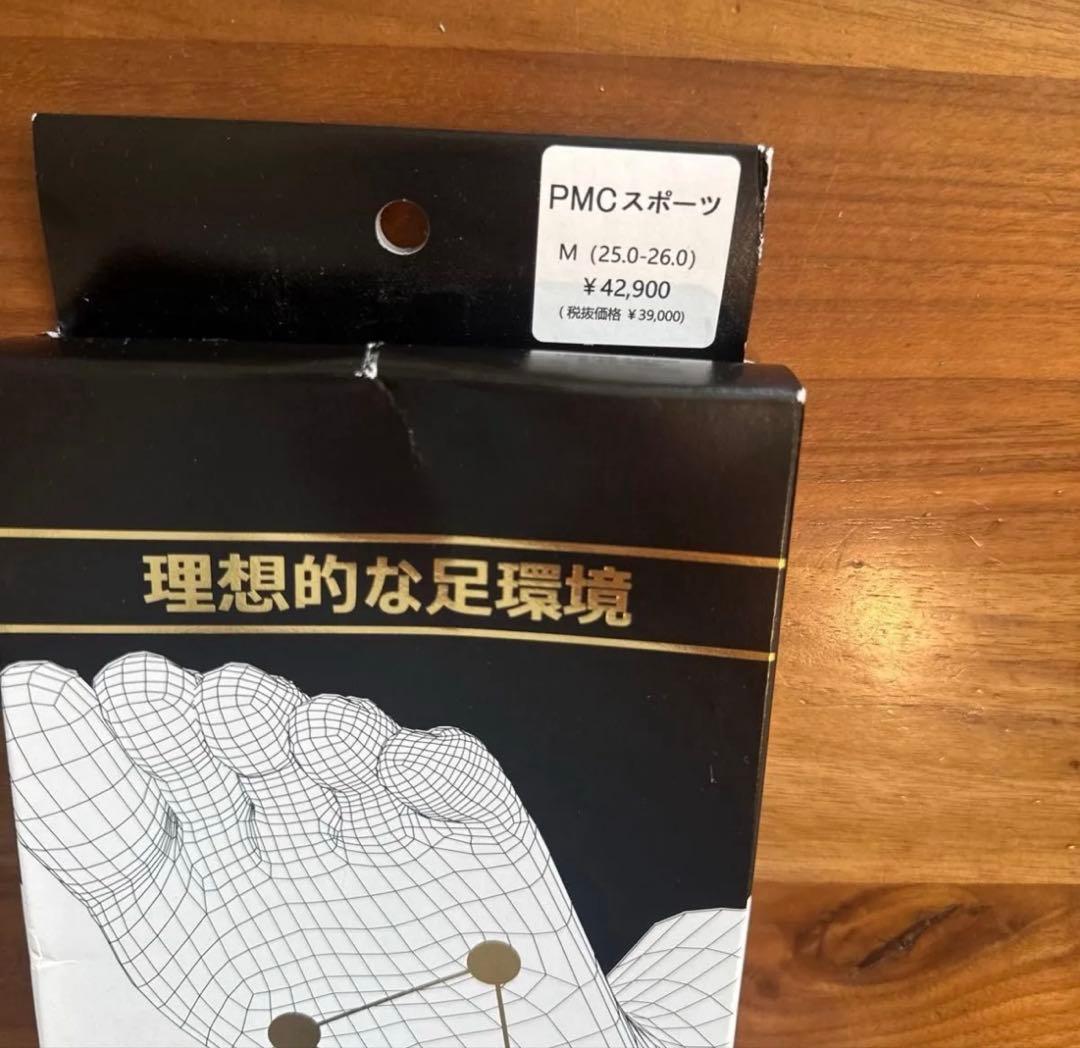 PMCスポーツ
M (25.0-26.0)
¥42,900
(税抜価格 ¥39,000)
理想的な足環境